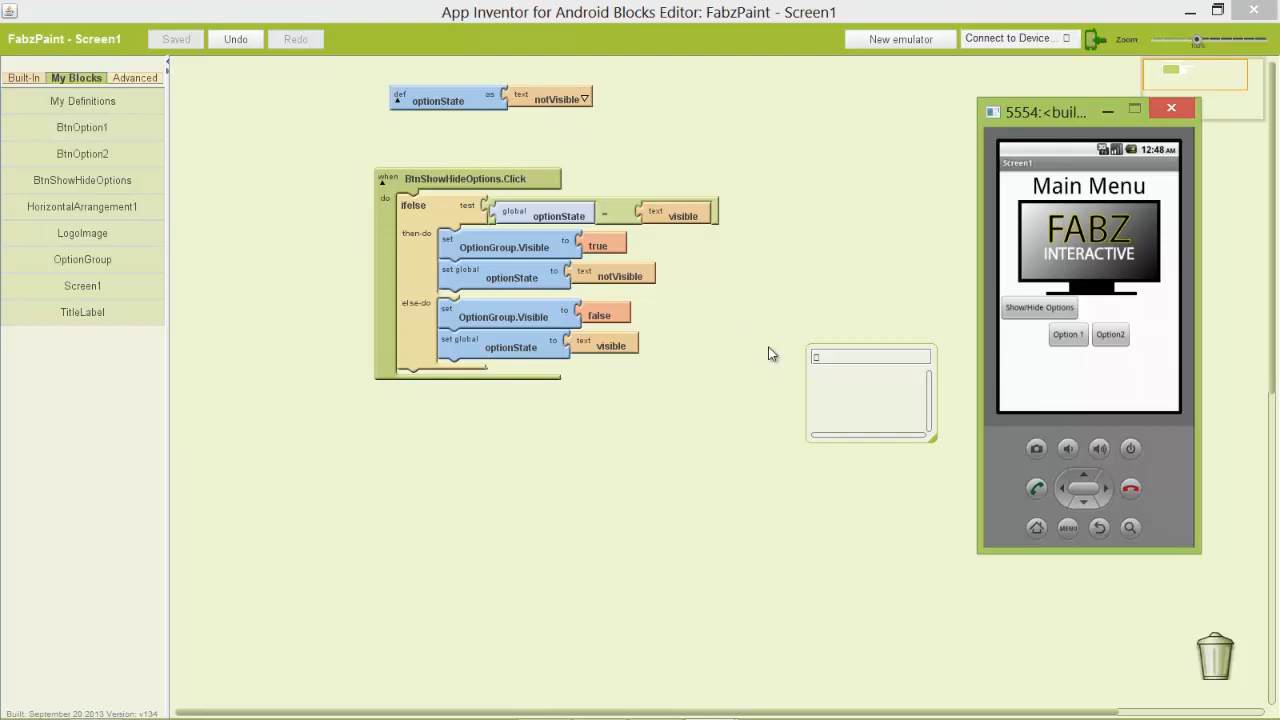 App Inventor for Android Blocks Editor: FabzPaint - Screen1
FabzPaint - Screen1
Saved
Undo
Redo
New emulator
Connect to Device...
Zoom
100%
Built-In
My Blocks
Advanced
My Definitions
BtnOption1
BtnOption2
BtnShowHideOptions
HorizontalArrangement1
LogoImage
OptionGroup
Screen1
TitleLabel
def optionState as text notVisible
when BtnShowHideOptions.Click
do ifelse test global optionState = text visible
then-do set OptionGroup.Visible to true
set global optionState to text notVisible
else-do set OptionGroup.Visible to false
set global optionState to text visible
5554:<buil...
12:48 AM
Screen1
Main Menu
FABZ
INTERACTIVE
Show/Hide Options
Option 1
Option2
MENU
Built: September 20 2013 Version: v134